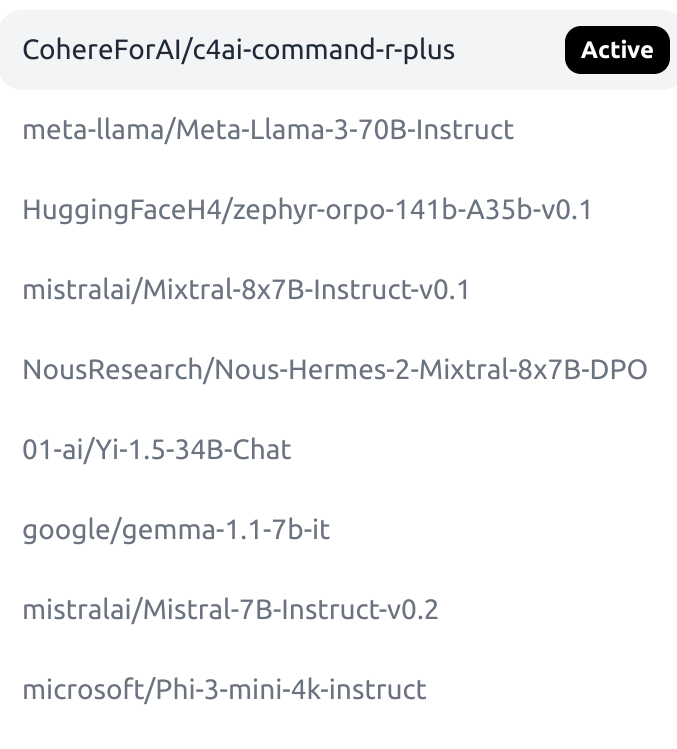 CohereForAI/c4ai-command-r-plus Active
meta-llama/Meta-Llama-3-70B-Instruct
HuggingFaceH4/zephyr-orpo-141b-A35b-v0.1
mistralai/Mixtral-8x7B-Instruct-v0.1
NousResearch/Nous-Hermes-2-Mixtral-8x7B-DPO
01-ai/Yi-1.5-34B-Chat
google/gemma-1.1-7b-it
mistralai/Mistral-7B-Instruct-v0.2
microsoft/Phi-3-mini-4k-instruct